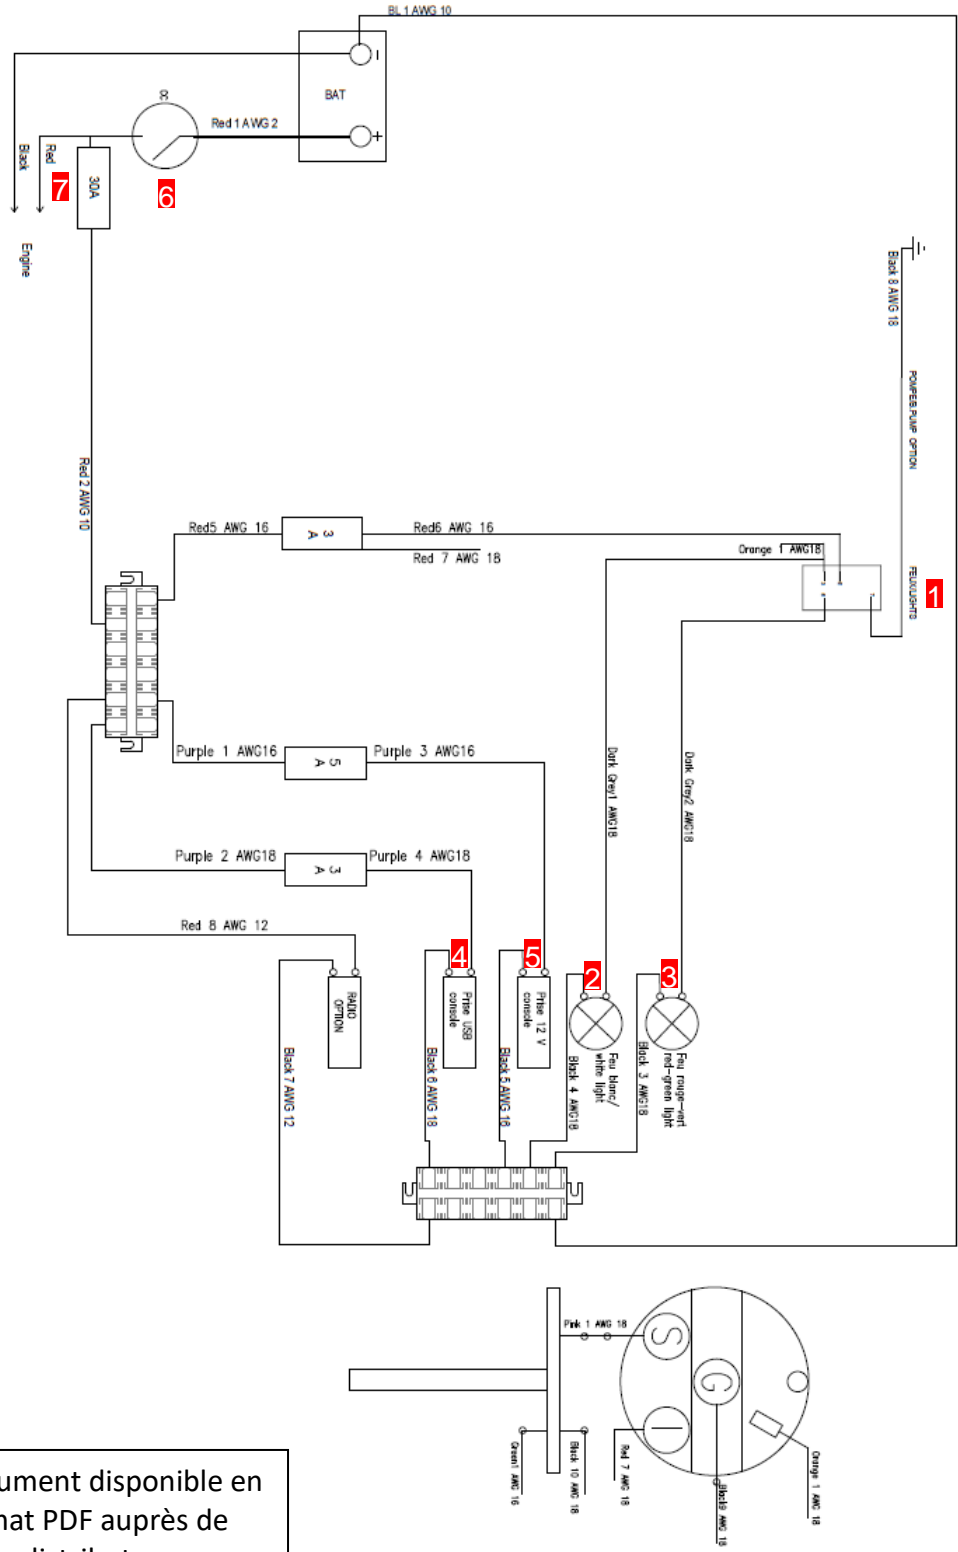 BL 1 AWG 10
BAT
-
+
CC
Red 1 AWG 2
Black
Red
7
30A
6
Engine
Black 8 AWG 18
POMPE/B.PUMP OPTION
Red 2 AWG 10
Red5 AWG 16
3 A
Red6 AWG 16
Red 7 AWG 18
Orange 1 AWG18
FEUX/LIGHTS
1
Purple 1 AWG16
5 A
Purple 3 AWG16
Dark Grey1 AWG18
Dark Grey2 AWG18
Purple 2 AWG18
3 A
Purple 4 AWG18
Red 8 AWG 12
4
5
2
3
RADIO
OPTION
Prise USB
console
Prise 12 V
console
Feu blanc/
white light
Feu rouge-vert
red-green light
Black 7 AWG 12
Black 6 AWG 18
Black 5 AWG 16
Black 4 AWG18
Black 3 AWG18
Pink 1 AWG 18
S
G
I
Green1 AWG 16
Black 10 AWG 18
Red 7 AWG 18
Black9 AWG 18
Orange 1 AWG 18
ument disponible en
nat PDF auprès de